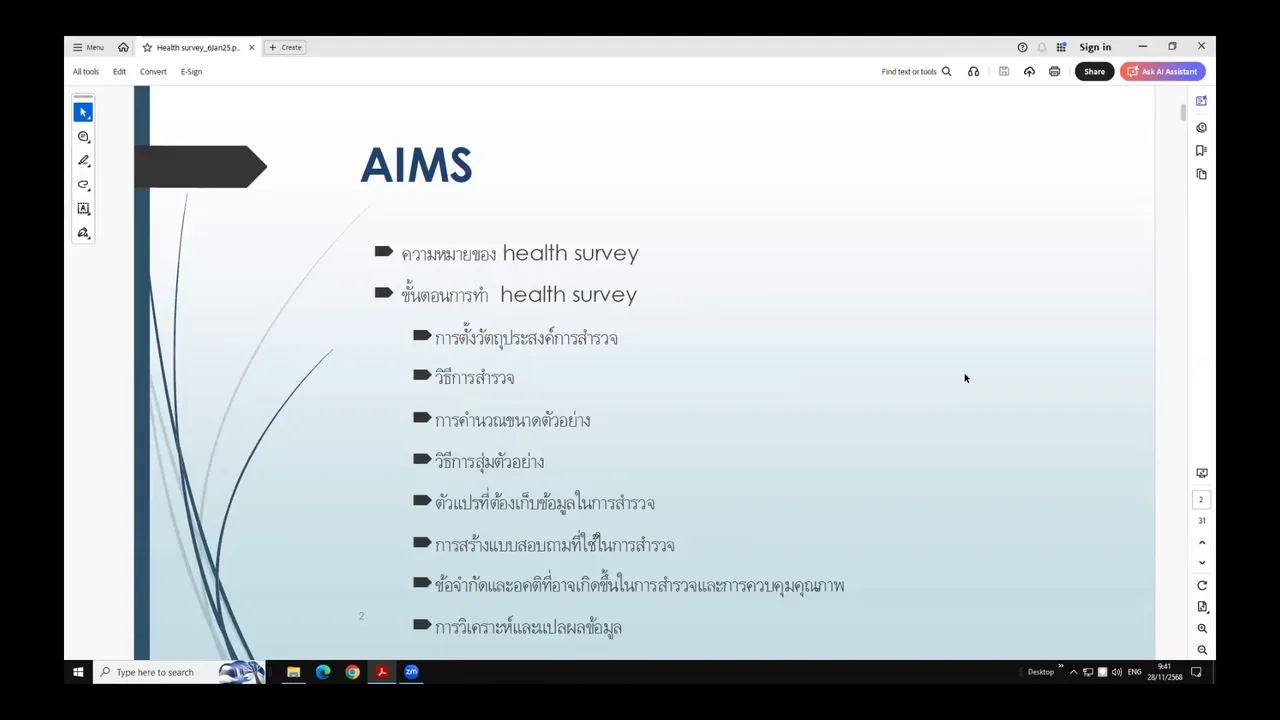 Menu
Health survey_6Jan25.p..
Create
Sign in
All tools
Edit
Convert
E-Sign
Find text or tools
Share
Ask AI Assistant
AIMS
ความหมายของ health survey
ขั้นตอนการทำ health survey
การตั้งวัตถุประสงค์การสำรวจ
วิธีการสำรวจ
การคำนวณขนาดตัวอย่าง
วิธีการสุ่มตัวอย่าง
ตัวแปรที่ต้องเก็บข้อมูลในการสำรวจ
การสร้างแบบสอบถามที่ใช้ในการสำรวจ
ข้อจำกัดและอคติที่อาจเกิดขึ้นในการสำรวจและการควบคุมคุณภาพ
การวิเคราะห์และแปลผลข้อมูล
2
2
31
Type here to search
zm
Desktop
ENG
9:41
28/11/2568